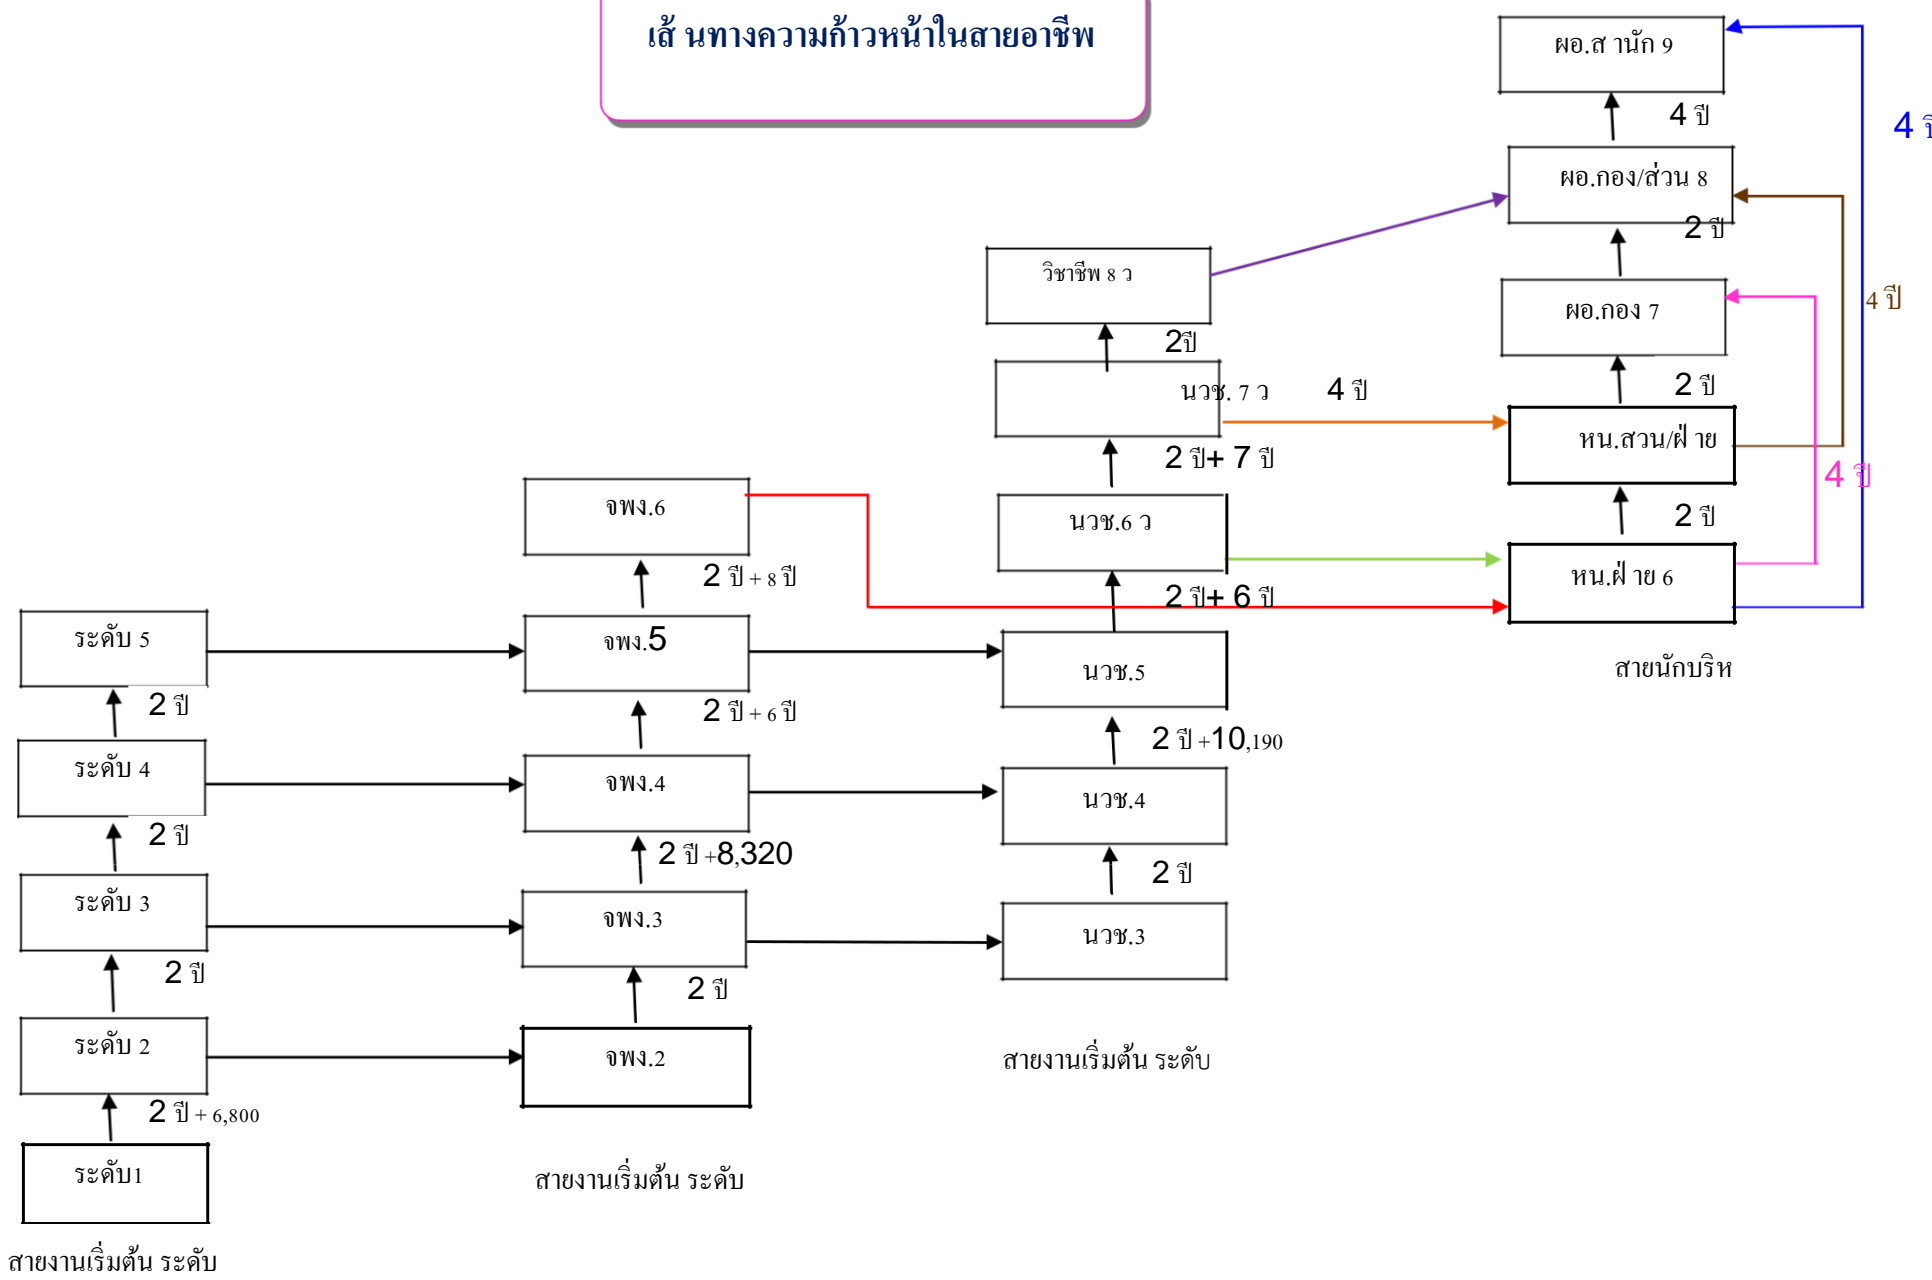 เส้ นทางความก้าวหน้าในสายอาชีพ
ผอ.ส านัก 9
4 ปี
4 ปี
ผอ.กอง/ส่วน 8
2 ปี
วิชาชีพ 8 ว
ผอ.กอง 7
4 ปี
2ปี
นวช. 7 ว
4 ปี
2 ปี
หน.สวน/ฝ่ าย
2 ปี+ 7 ปี
4 ปี
จพง.6
นวช.6 ว
2 ปี
2 ปี + 8 ปี
2 ปี+ 6 ปี
หน.ฝ่ าย 6
ระดับ 5
จพง.5
นวช.5
สายนักบริห
2 ปี
2 ปี + 6 ปี
2 ปี +10,190
ระดับ 4
จพง.4
นวช.4
2 ปี
2 ปี +8,320
2 ปี
ระดับ 3
จพง.3
นวช.3
2 ปี
2 ปี
ระดับ 2
จพง.2
สายงานเริ่มต้น ระดับ
2 ปี + 6,800
ระดับ1
สายงานเริ่มต้น ระดับ
สายงานเริ่มต้น ระดับ